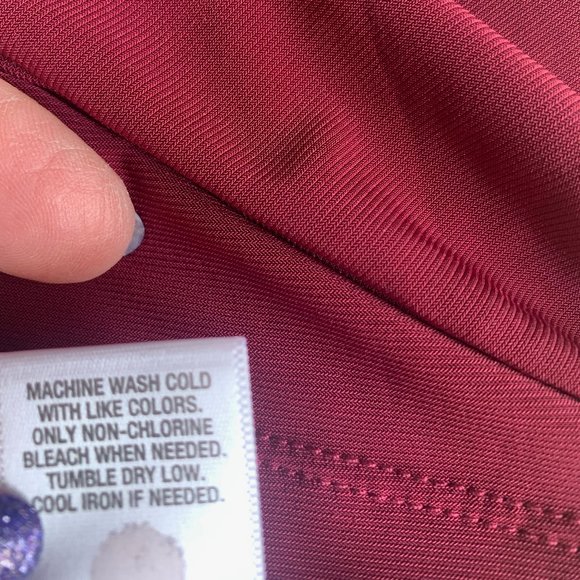 MACHINE WASH COLD
WITH LIKE COLORS.
ONLY NON-CHLORINE
BLEACH WHEN NEEDED.
TUMBLE DRY LOW.
COOL IRON IF NEEDED.